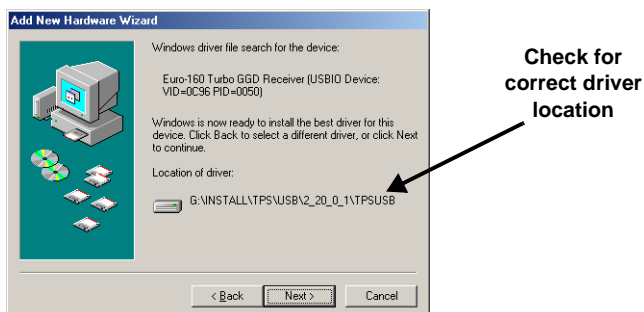 Add New Hardware Wizard
Windows driver file search for the device:
Euro-160 Turbo GGD Receiver (USBIO Device:
VID=0C96 PID=0050)
Windows is now ready to install the best driver for this
device. Click Back to select a different driver, or click Next
to continue.
Location of driver:
G:\INSTALL\TPS\USB\2_20_0_1\TPSUSB
< Back
Next >
Cancel
Check for
correct driver
location